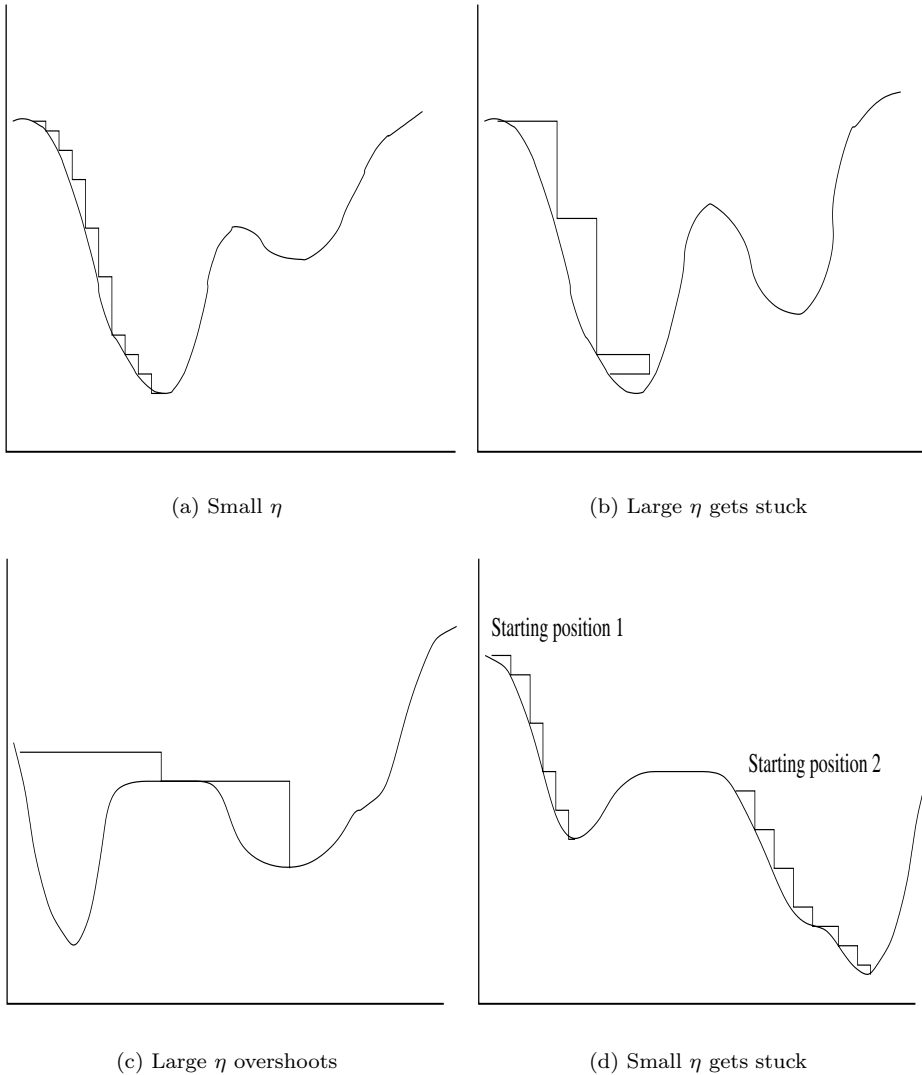 (a) Small η
(b) Large η gets stuck
Starting position 1
Starting position 2
(c) Large η overshoots
(d) Small η gets stuck